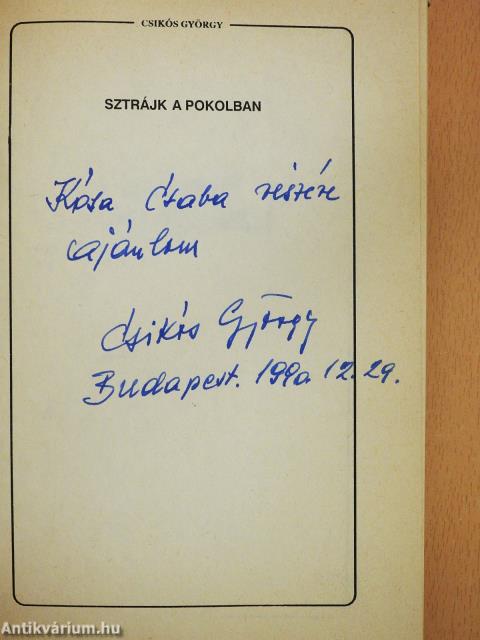 CSIKÓS GYÖRGY
SZTRÁJK A POKOLBAN
Kósa Csaba részére
ajánlom
Csikós György
Budapest. 1990 12.29.
Antikvárium.hu